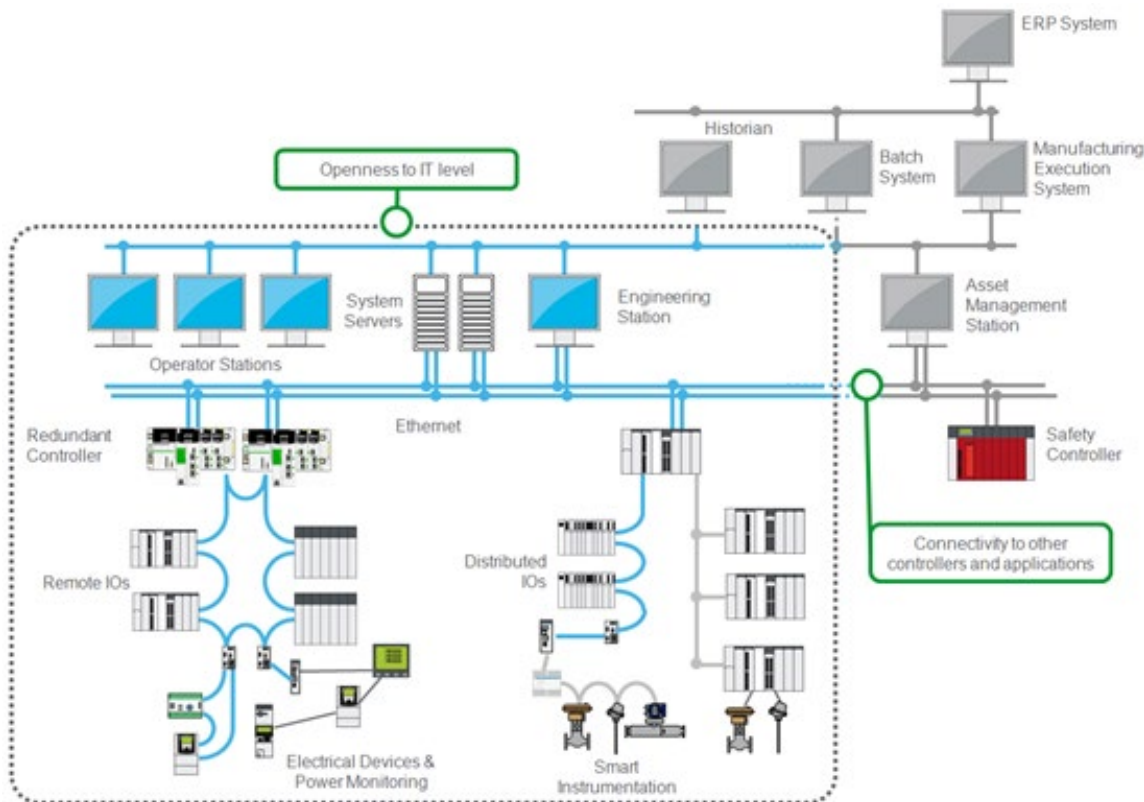 ERP System
Historian
Batch
System
Manufacturing
Execution
System
Openness to IT level
System
Servers
Engineering
Station
Asset
Management
Station
Operator Stations
Redundant
Controller
Ethernet
Safety
Controller
Remote IOs
Distributed
IOs
Connectivity to other
controllers and applications
Electrical Devices &
Power Monitoring
Smart
Instrumentation